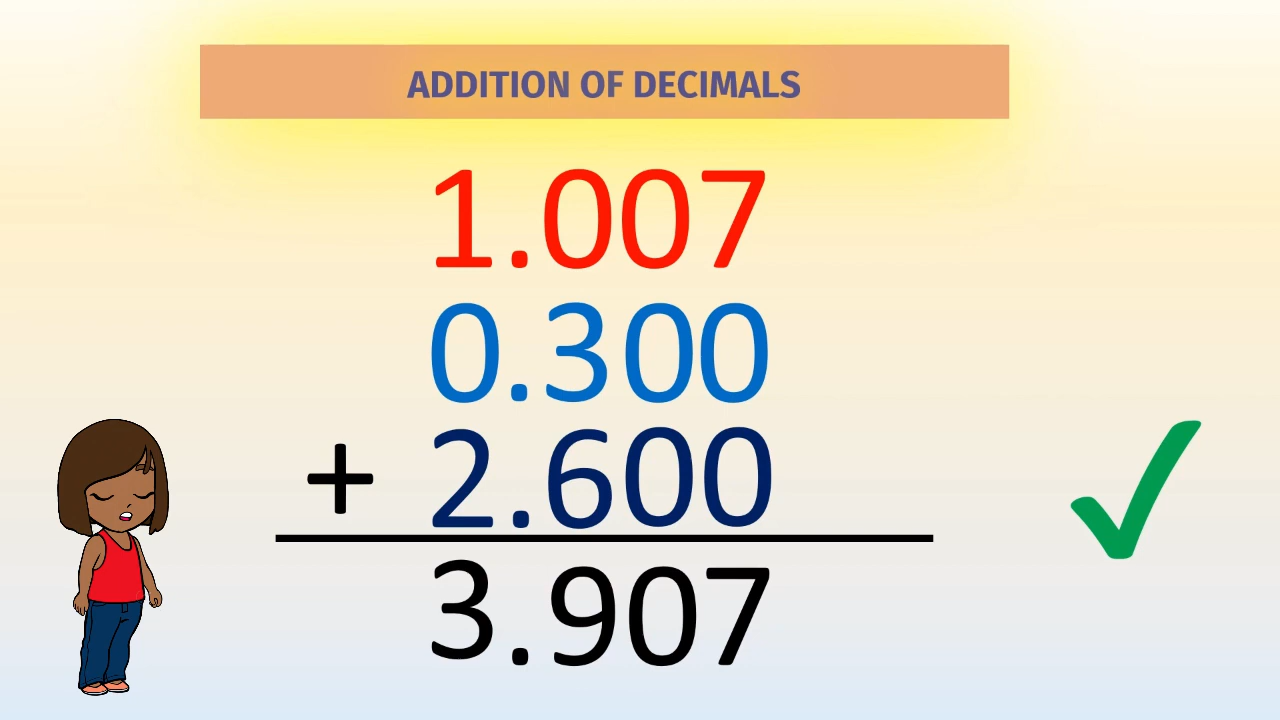 ADDITION OF DECIMALS
1.007
0.300
+ 2.600
3.907